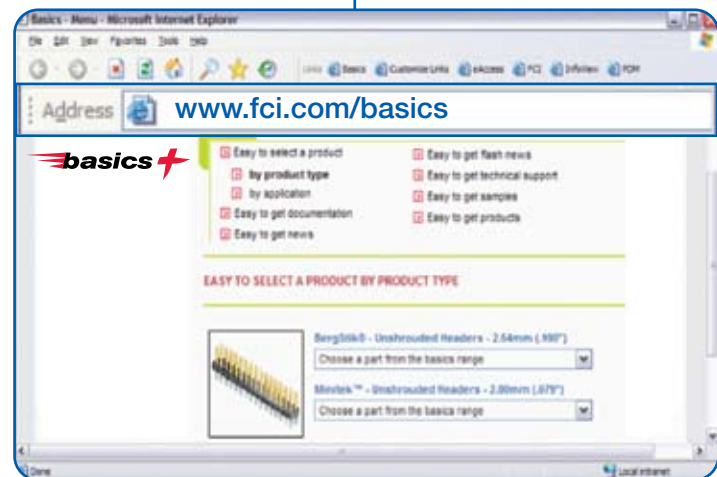 Basics - Menu - Microsoft Internet Explorer
File Edit View Favorites Tools Help
Links Basics Customize Links eAccess FCI Infoview PDM
Address www.fci.com/basics
basics+
Easy to select a product
by product type
by application
Easy to get documentation
Easy to get news
Easy to get flash news
Easy to get technical support
Easy to get samples
Easy to get products
EASY TO SELECT A PRODUCT BY PRODUCT TYPE
BergStik® - Unshrouded Headers - 2.54mm (.100")
Choose a part from the basics range
Minitek™ - Unshrouded Headers - 2.00mm (.079")
Choose a part from the basics range
Done
Local intranet